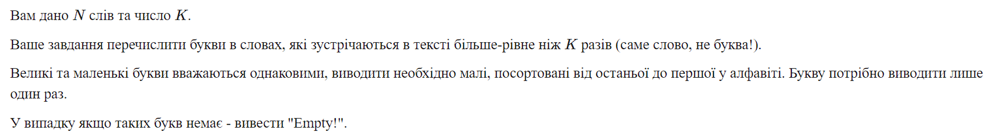 Вам дано N слів та число K.
Ваше завдання перечислити букви в словах, які зустрічаються в тексті більше-рівне ніж K разів (саме слово, не буква!).
Великі та маленькі букви вважаються однаковими, виводити необхідно малі, посортовані від останьої до першої у алфавіті. Букву потрібно виводити лише
один раз.
У випадку якщо таких букв немає - вивести "Empty!".